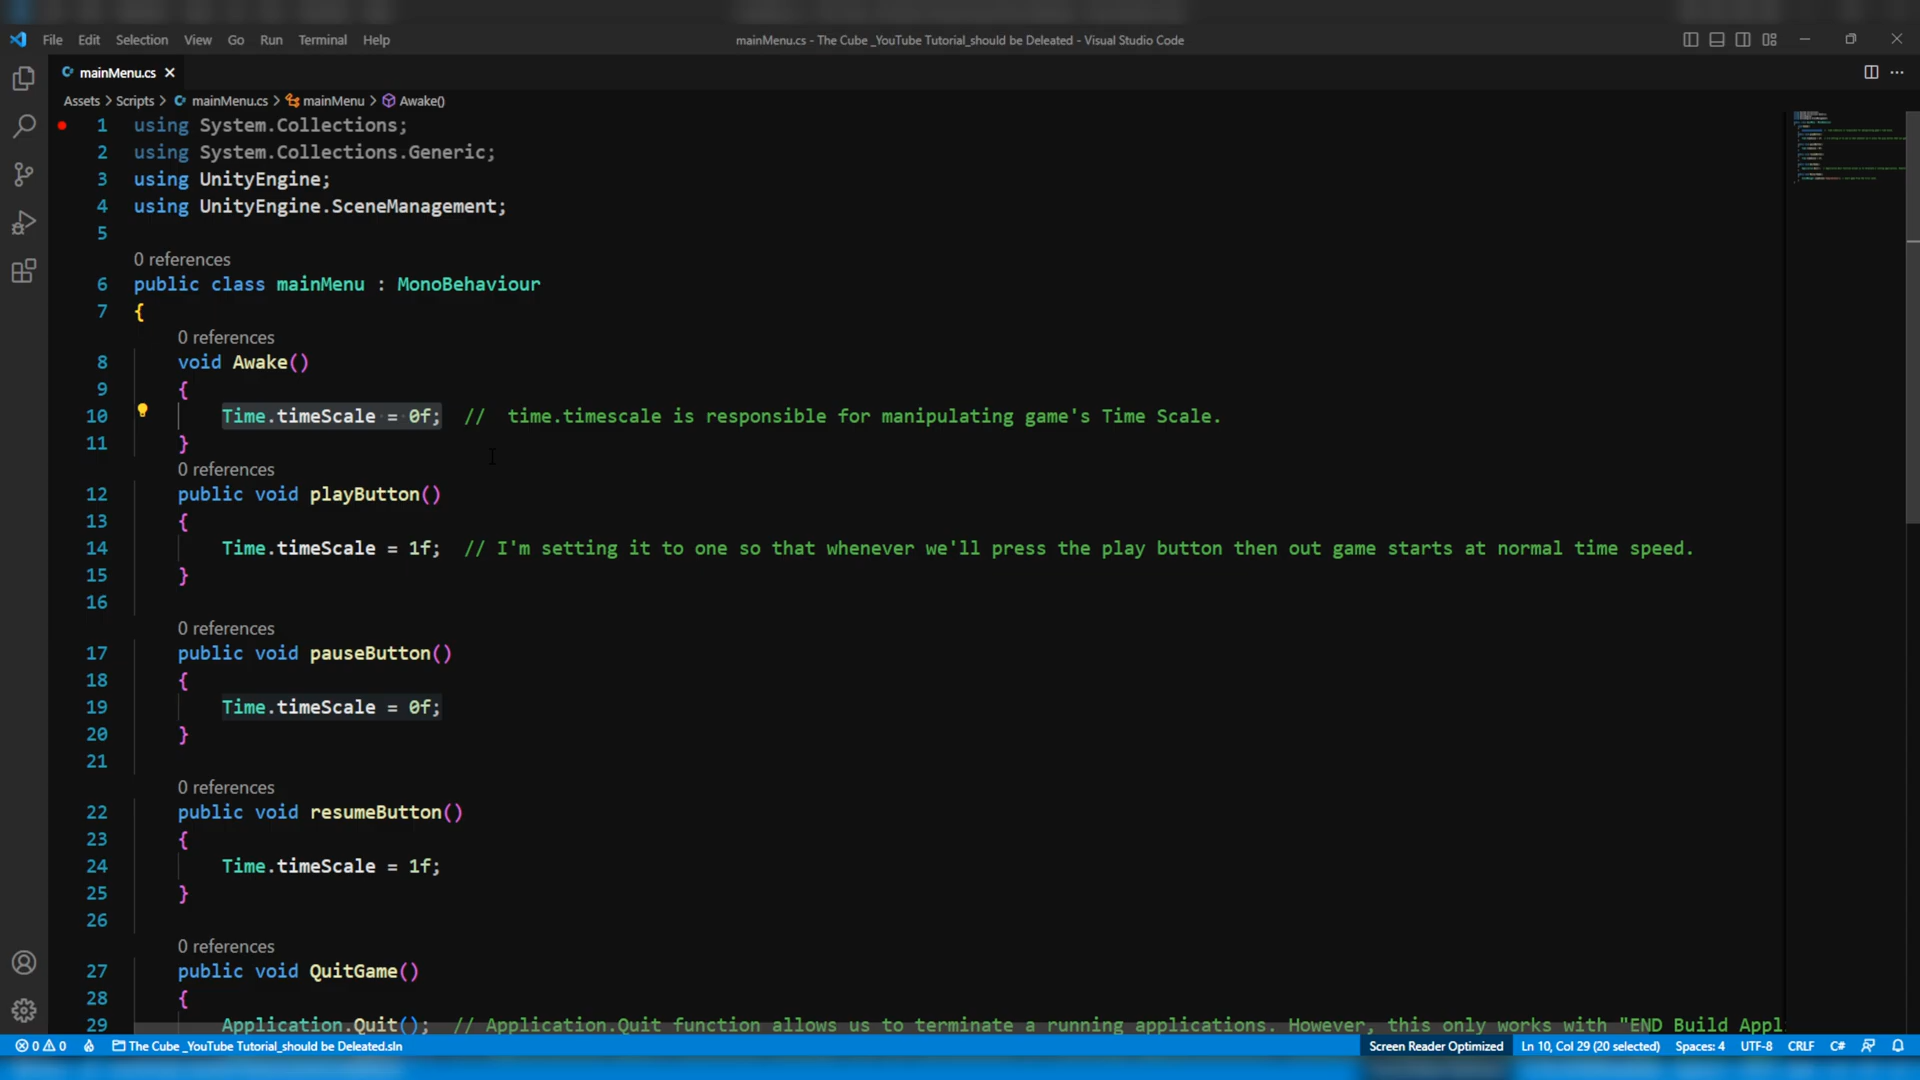 File Edit Selection View Go Run Terminal Help
mainMenu.cs - The Cube _YouTube Tutorial_should be Deleated - Visual Studio Code
mainMenu.cs
Assets > Scripts > mainMenu.cs > mainMenu > Awake()
1 using System.Collections;
2 using System.Collections.Generic;
3 using UnityEngine;
4 using UnityEngine.SceneManagement;
5
0 references
6 public class mainMenu : MonoBehaviour
7 {
0 references
8 void Awake()
9 {
10 Time.timeScale = 0f; // time.timescale is responsible for manipulating game's Time Scale.
11 }
0 references
12 public void playButton()
13 {
14 Time.timeScale = 1f; // I'm setting it to one so that whenever we'll press the play button then out game starts at normal time speed.
15 }
16
0 references
17 public void pauseButton()
18 {
19 Time.timeScale = 0f;
20 }
21
0 references
22 public void resumeButton()
23 {
24 Time.timeScale = 1f;
25 }
26
0 references
27 public void QuitGame()
28 {
29 Application.Quit(); // Application.Quit function allows us to terminate a running applications. However, this only works with "END Build Appl
0 0 The Cube _YouTube Tutorial_should be Deleated.sln Screen Reader Optimized Ln 10, Col 29 (20 selected) Spaces: 4 UTF-8 CRLF C#